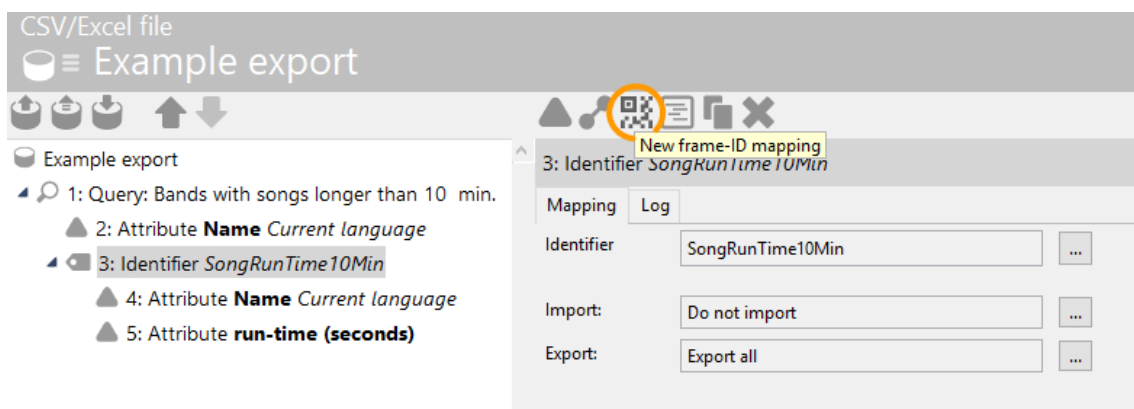 CSV/Excel file
Example export
New frame-ID mapping
Example export
1: Query: Bands with songs longer than 10 min.
2: Attribute Name Current language
3: Identifier SongRunTime10Min
4: Attribute Name Current language
5: Attribute run-time (seconds)
3: Identifier SongRunTime10Min
Mapping Log
Identifier SongRunTime10Min ...
Import: Do not import ...
Export: Export all ...